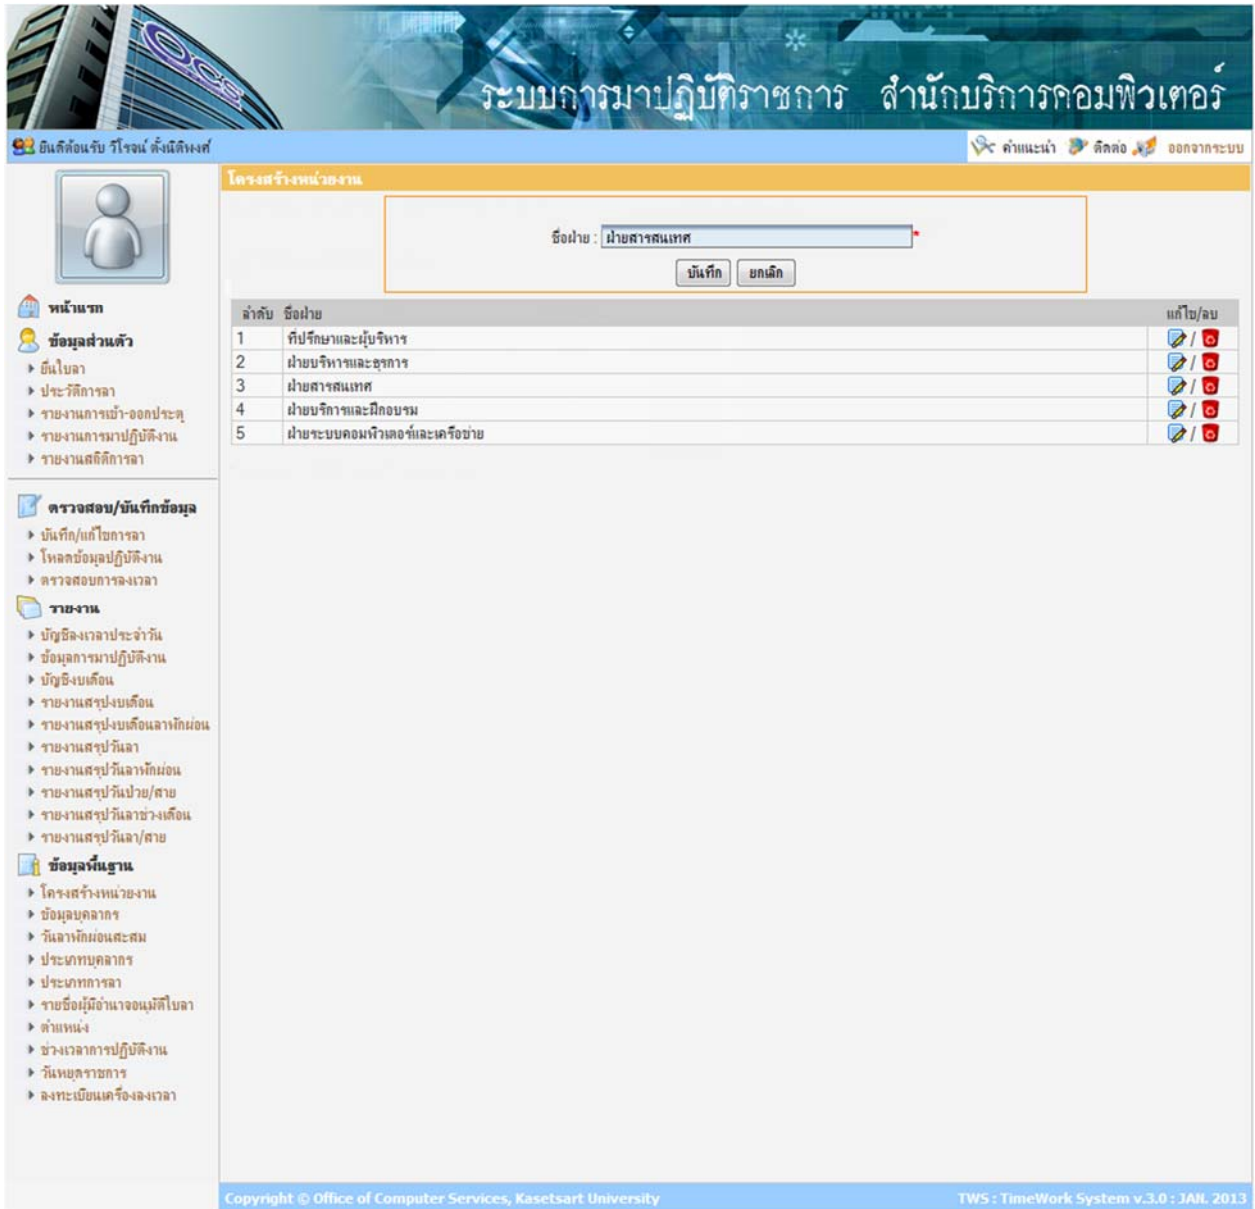 OCS
ระบบการมาปฏิบัติราชการ สำนักบริการคอมพิวเตอร์
ยินดีต้อนรับ วิโรจน์ ตั้งนิติพงศ์
คำแนะนำ ติดต่อ ออกจากระบบ
หน้าแรก
ข้อมูลส่วนตัว
ยื่นใบลา
ประวัติการลา
รายงานการเข้า-ออกประตู
รายงานการมาปฏิบัติงาน
รายงานสถิติการลา
ตรวจสอบ/บันทึกข้อมูล
บันทึก/แก้ไขการลา
โหลดข้อมูลปฏิบัติงาน
ตรวจสอบการลงเวลา
รายงาน
บัญชีลงเวลาประจำวัน
ข้อมูลการมาปฏิบัติงาน
บัญชีงบเดือน
รายงานสรุปงบเดือน
รายงานสรุปงบเดือนลาพักผ่อน
รายงานสรุปวันลา
รายงานสรุปวันลาพักผ่อน
รายงานสรุปวันป่วย/สาย
รายงานสรุปวันลาช่วงเดือน
รายงานสรุปวันลา/สาย
ข้อมูลพื้นฐาน
โครงสร้างหน่วยงาน
ข้อมูลบุคลากร
วันลาพักผ่อนสะสม
ประเภทบุคลากร
ประเภทการลา
รายชื่อผู้มีอำนาจอนุมัติใบลา
ตำแหน่ง
ช่วงเวลาการปฏิบัติงาน
วันหยุดราชการ
ลงทะเบียนเครื่องลงเวลา
โครงสร้างหน่วยงาน
ชื่อฝ่าย : ฝ่ายสารสนเทศ *
บันทึก ยกเลิก
ลำดับ ชื่อฝ่าย แก้ไข/ลบ
1 ที่ปรึกษาและผู้บริหาร /
2 ฝ่ายบริหารและธุรการ /
3 ฝ่ายสารสนเทศ /
4 ฝ่ายบริการและฝึกอบรม /
5 ฝ่ายระบบคอมพิวเตอร์และเครือข่าย /
Copyright © Office of Computer Services, Kasetsart University TWS : TimeWork System v.3.0 : JAN. 2013